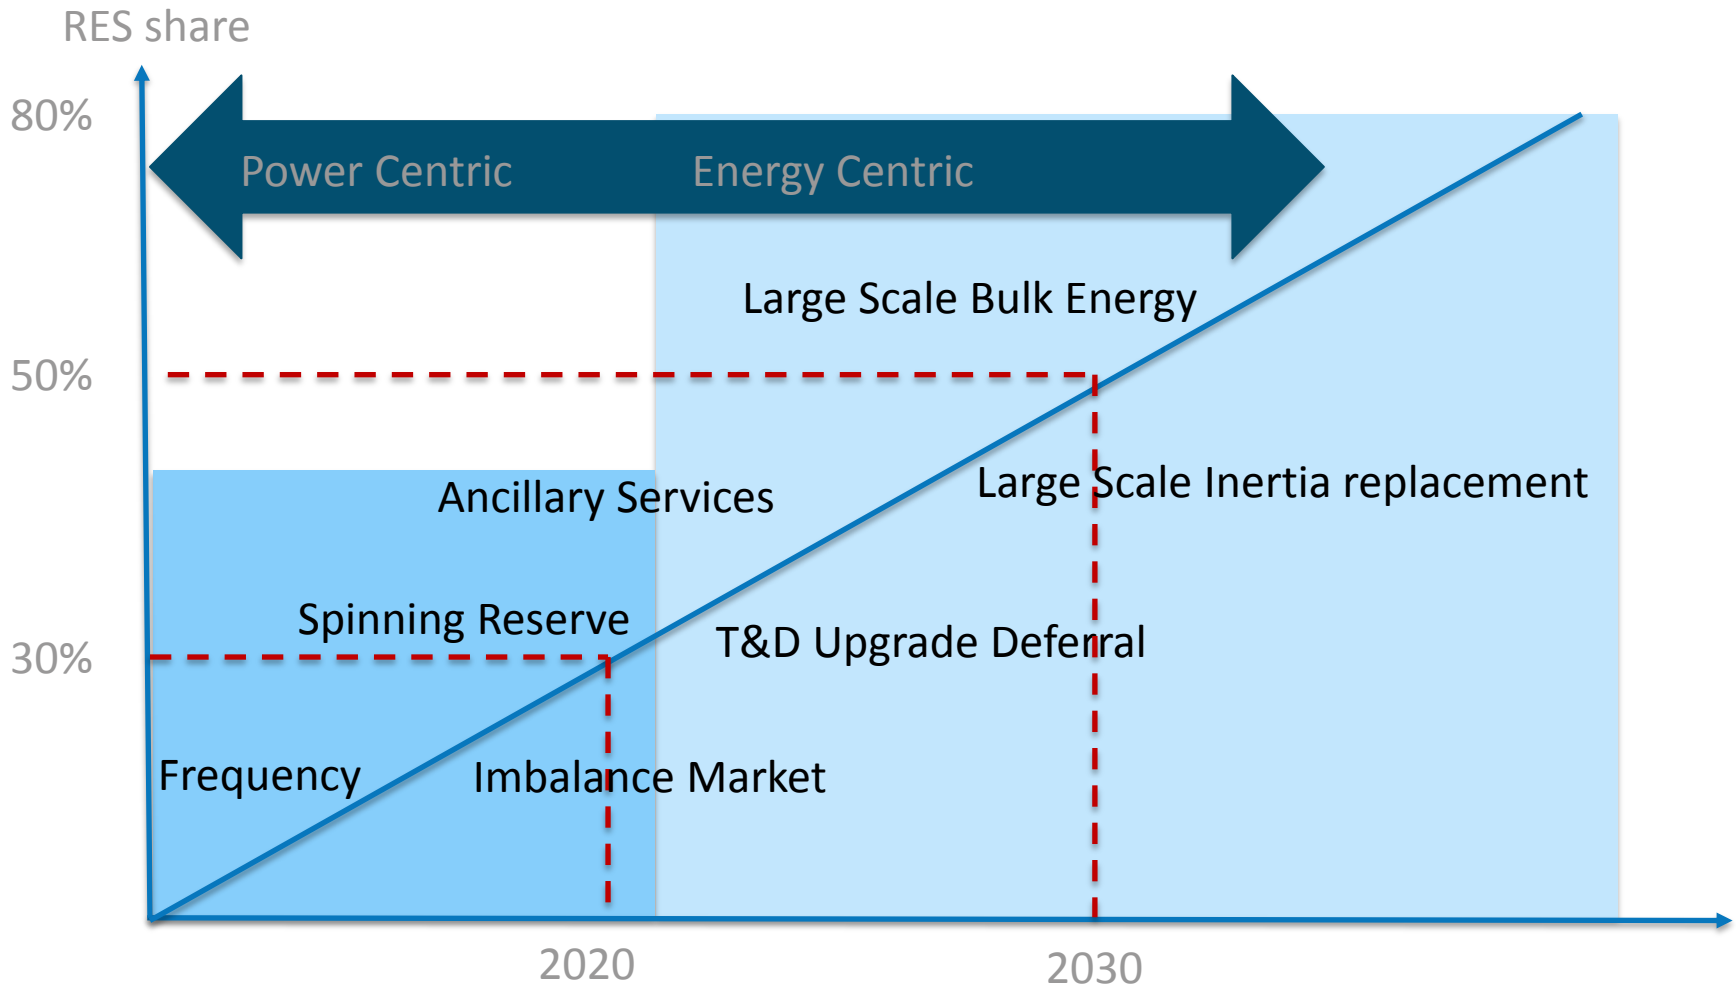 RES share
80%
Power Centric
Energy Centric
Large Scale Bulk Energy
50%
Ancillary Services
Large Scale Inertia replacement
Spinning Reserve
T&D Upgrade Deferral
30%
Frequency
Imbalance Market
2020
2030